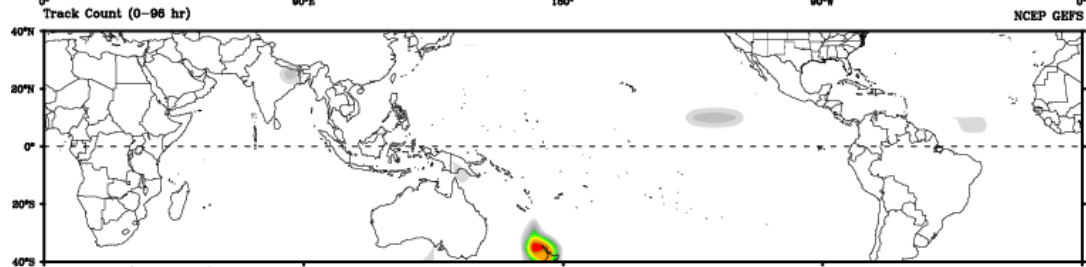 Track Count (0-96 hr)
NCEP GEFS
40°N
20°N
0°
20°S
40°S